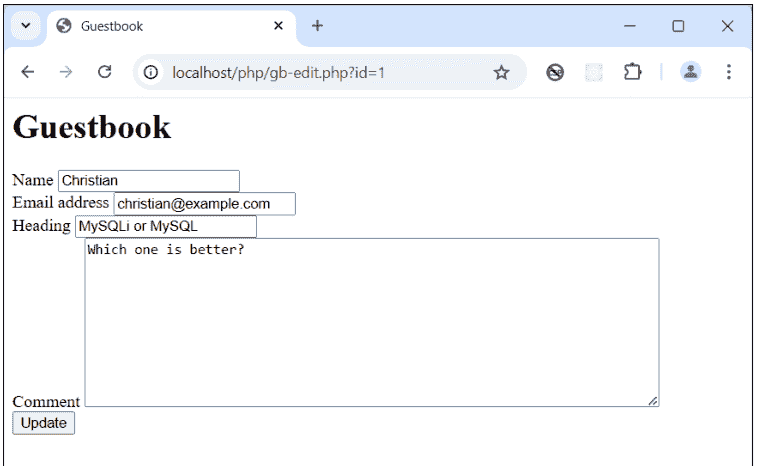 Guestbook
localhost/php/gb-edit.php?id=1
Guestbook
Name Christian
Email address christian@example.com
Heading MySQLi or MySQL
Which one is better?
Comment
Update